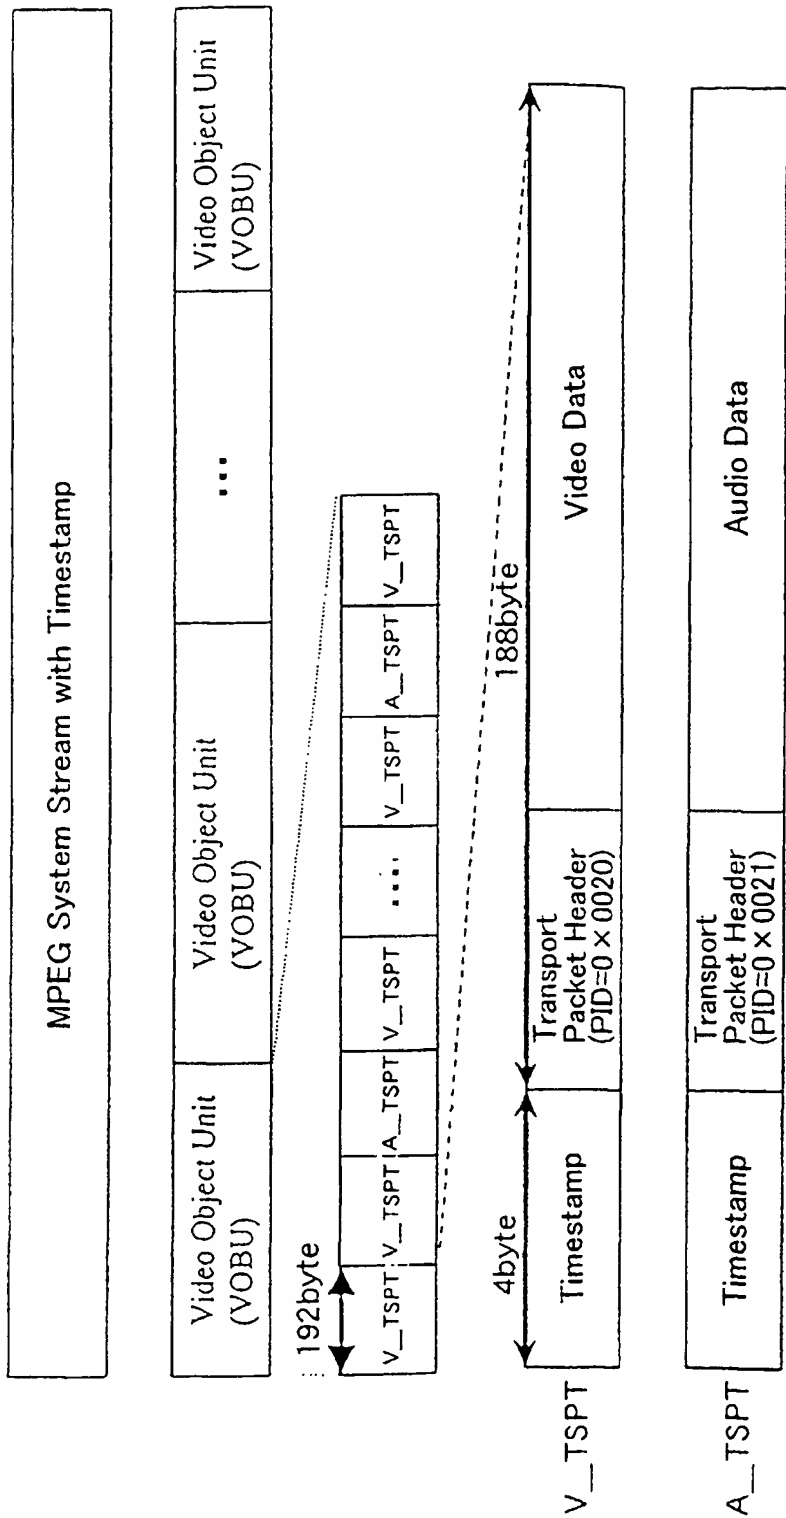 MPEG System Stream with Timestamp
Video Object Unit
(VOBU)
Video Object Unit
(VOBU)
...
Video Object Unit
(VOBU)
192byte
V_TSPT
V_TSPT
A_TSPT
V_TSPT
....
V_TSPT
A_TSPT
V_TSPT
4byte
188byte
V_TSPT
Timestamp
Transport
Packet Header
(PID=0×0020)
Video Data
A_TSPT
Timestamp
Transport
Packet Header
(PID=0×0021)
Audio Data